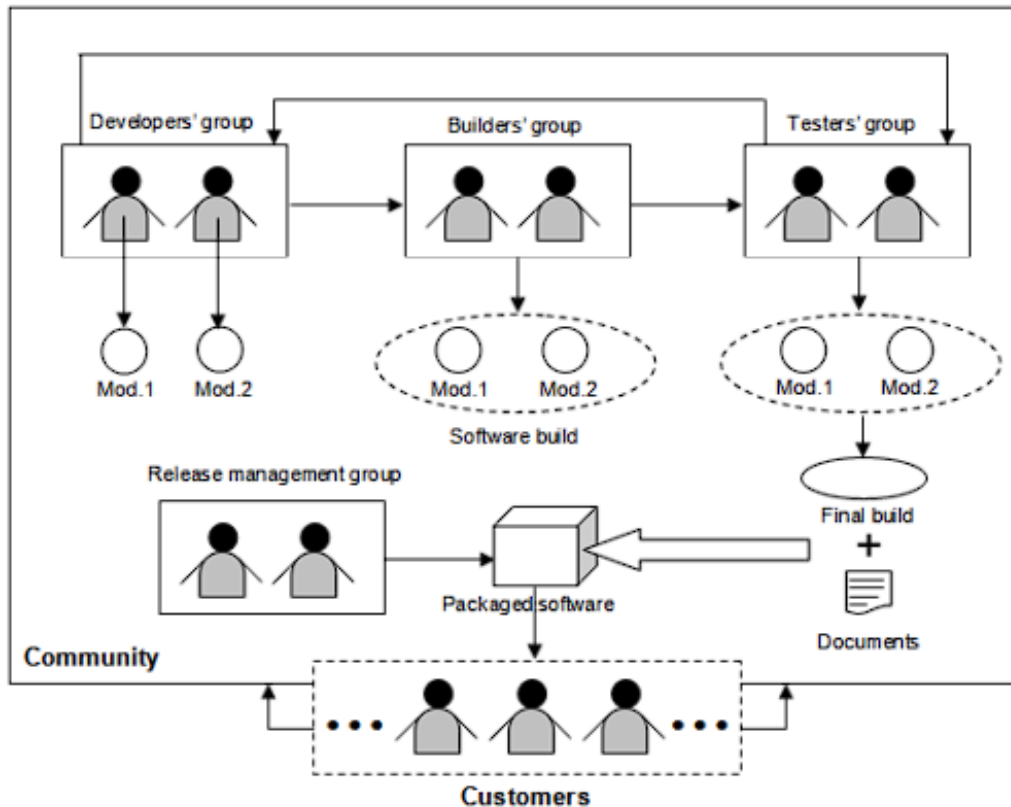 Developers' group
Builders' group
Testers' group
Mod.1
Mod.2
Mod.1
Mod.2
Mod.1
Mod.2
Software build
Release management group
Final build
+
Packaged software
Documents
Community
Customers